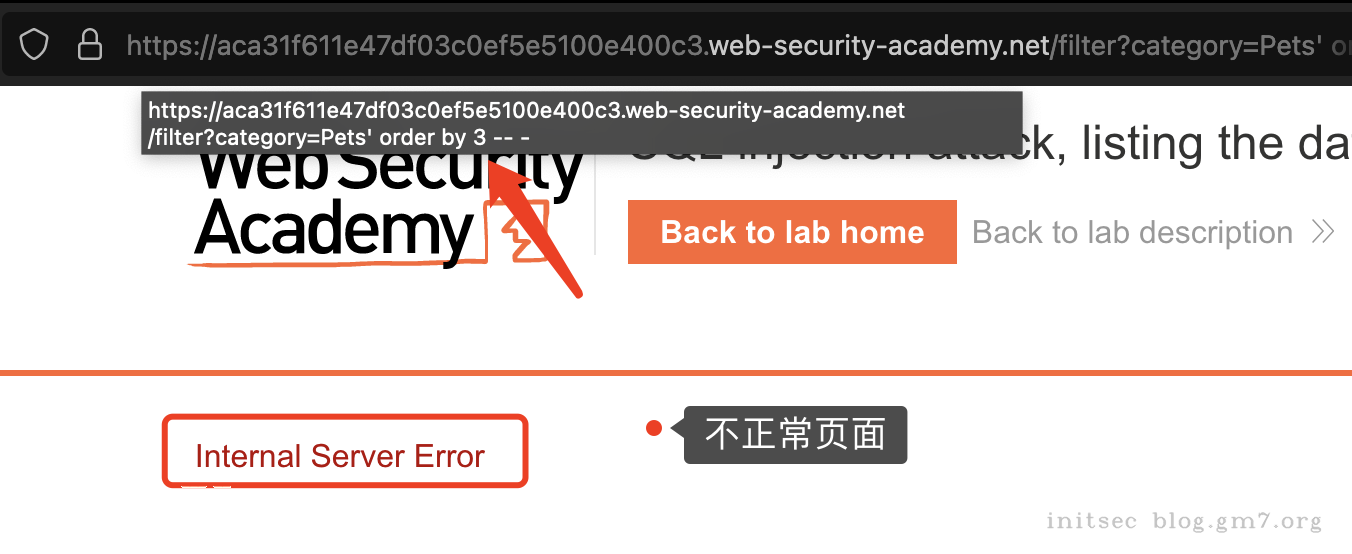 https://aca31f611e47df03c0ef5e5100e400c3.web-security-academy.net/filter?category=Pets' or
https://aca31f611e47df03c0ef5e5100e400c3.web-security-academy.net
/filter?category=Pets' order by 3 -- -
SQL injection attack, listing the da
Web Security
Academy
Back to lab home
Back to lab description
Internal Server Error
不正常页面
initsec blog.gm7.org